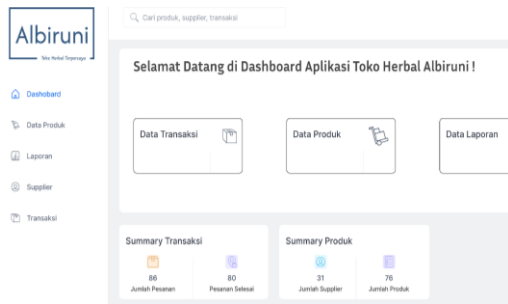 Albiruni
Toko Herbal Terpercaya
Cari produk, supplier, transaksi
Dashobard
Data Produk
Laporan
Supplier
Transaksi
Selamat Datang di Dashboard Aplikasi Toko Herbal Albiruni !
Data Transaksi
Data Produk
Data Laporan
Summary Transaksi
86
Jumlah Pesanan
80
Pesanan Selesai
Summary Produk
31
Jumlah Supplier
76
Jumlah Produk